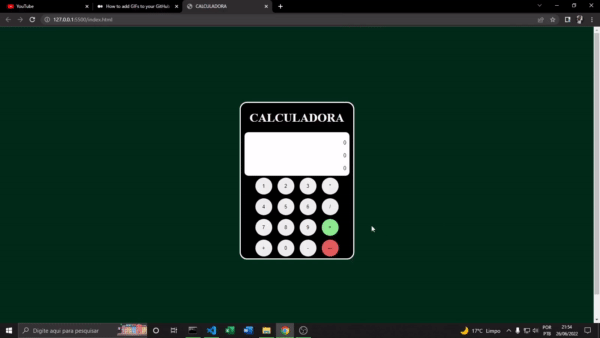 YouTube
How to add GIFs to your GitHub
CALCULADORA
127.0.0.1:5500/index.html
CALCULADORA
0
0
0
1 2 3 *
4 5 6 /
7 8 9
0 -
Digite aqui para pesquisar
17°C Limpo
POR
PTB
21:54
26/06/2022